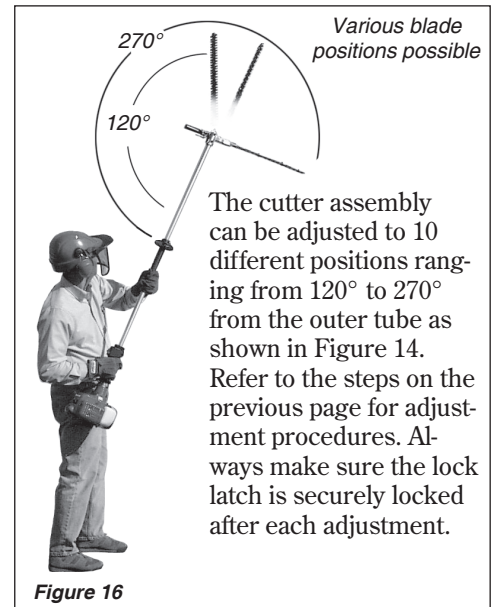 Various blade
positions possible
270°
120°
The cutter assembly
can be adjusted to 10
different positions rang-
ing from 120° to 270°
from the outer tube as
shown in Figure 14.
Refer to the steps on the
previous page for adjust-
ment procedures. Al-
ways make sure the lock
latch is securely locked
after each adjustment.
Figure 16